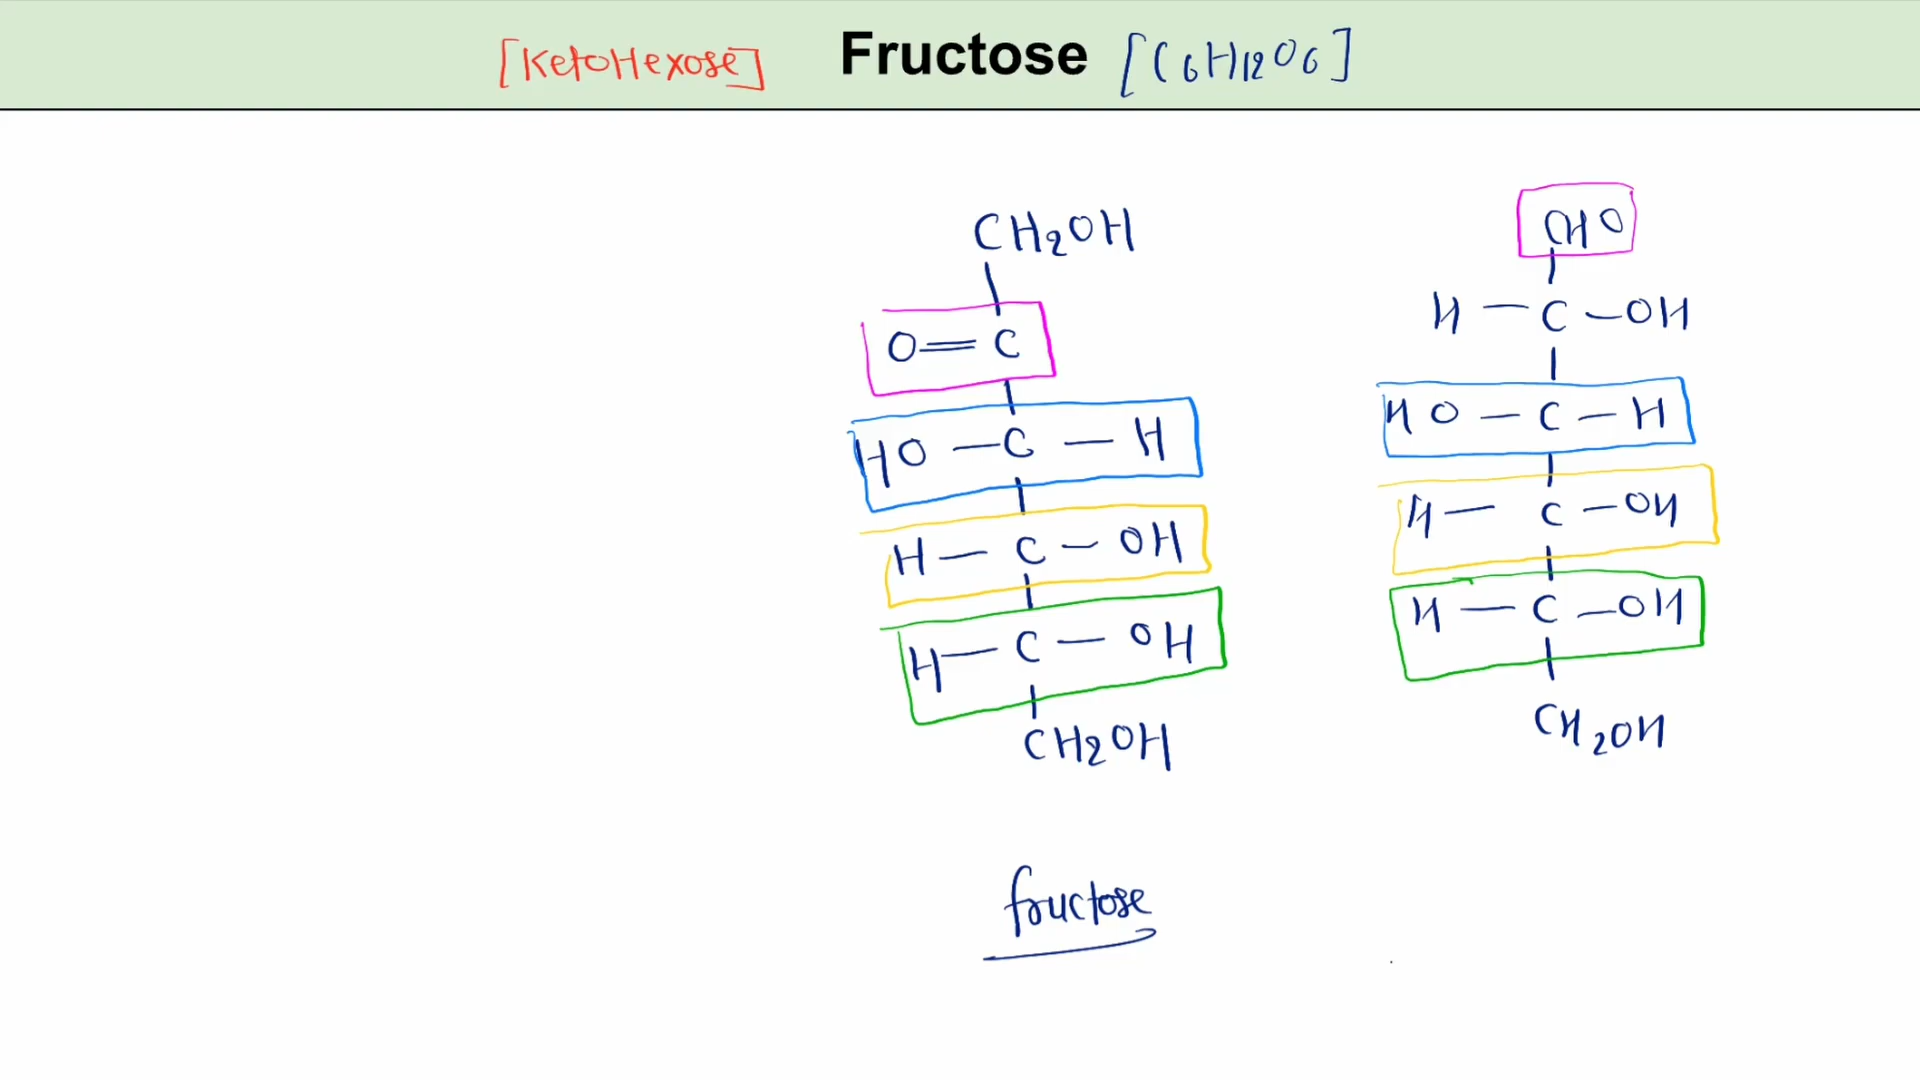 [KetoHexose] Fructose [C6H12O6]
CH2OH
O=C
HO—C—H
H—C—OH
H—C—OH
CH2OH
fructose
CHO
H—C—OH
HO—C—H
H—C—OH
H—C—OH
CH2OH